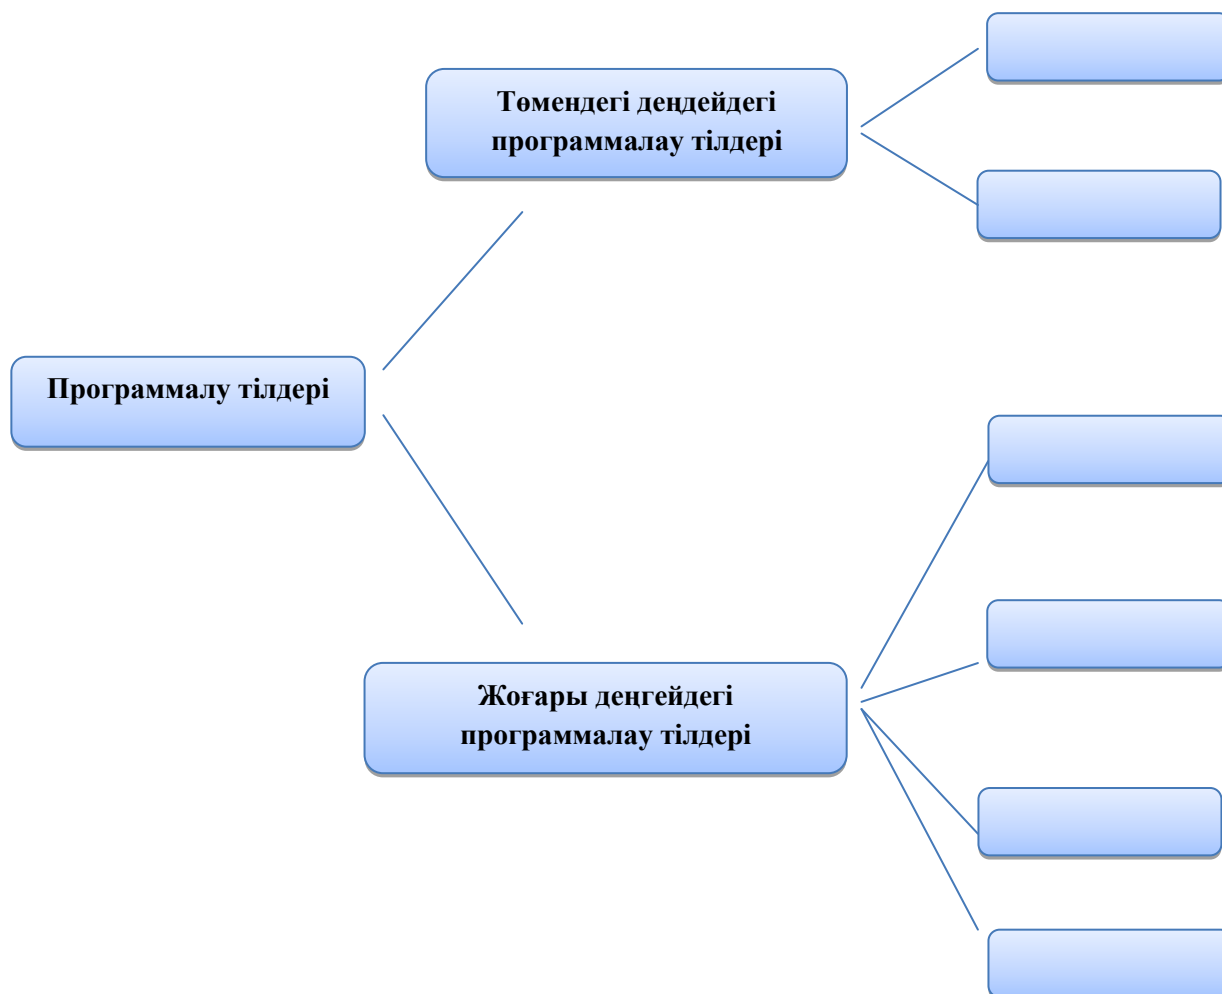 Төмендегі деңдейдегі
программалау тілдері
Программалу тілдері
Жоғары деңгейдегі
программалау тілдері